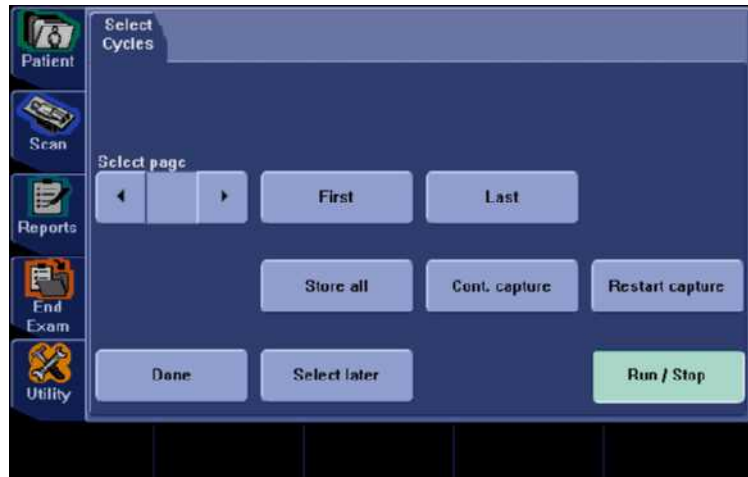 Select
Cycles
Patient
Scan
Select page
First
Last
Reports
Store all
Cont. capture
Restart capture
End
Exam
Done
Select later
Run / Stop
Utility